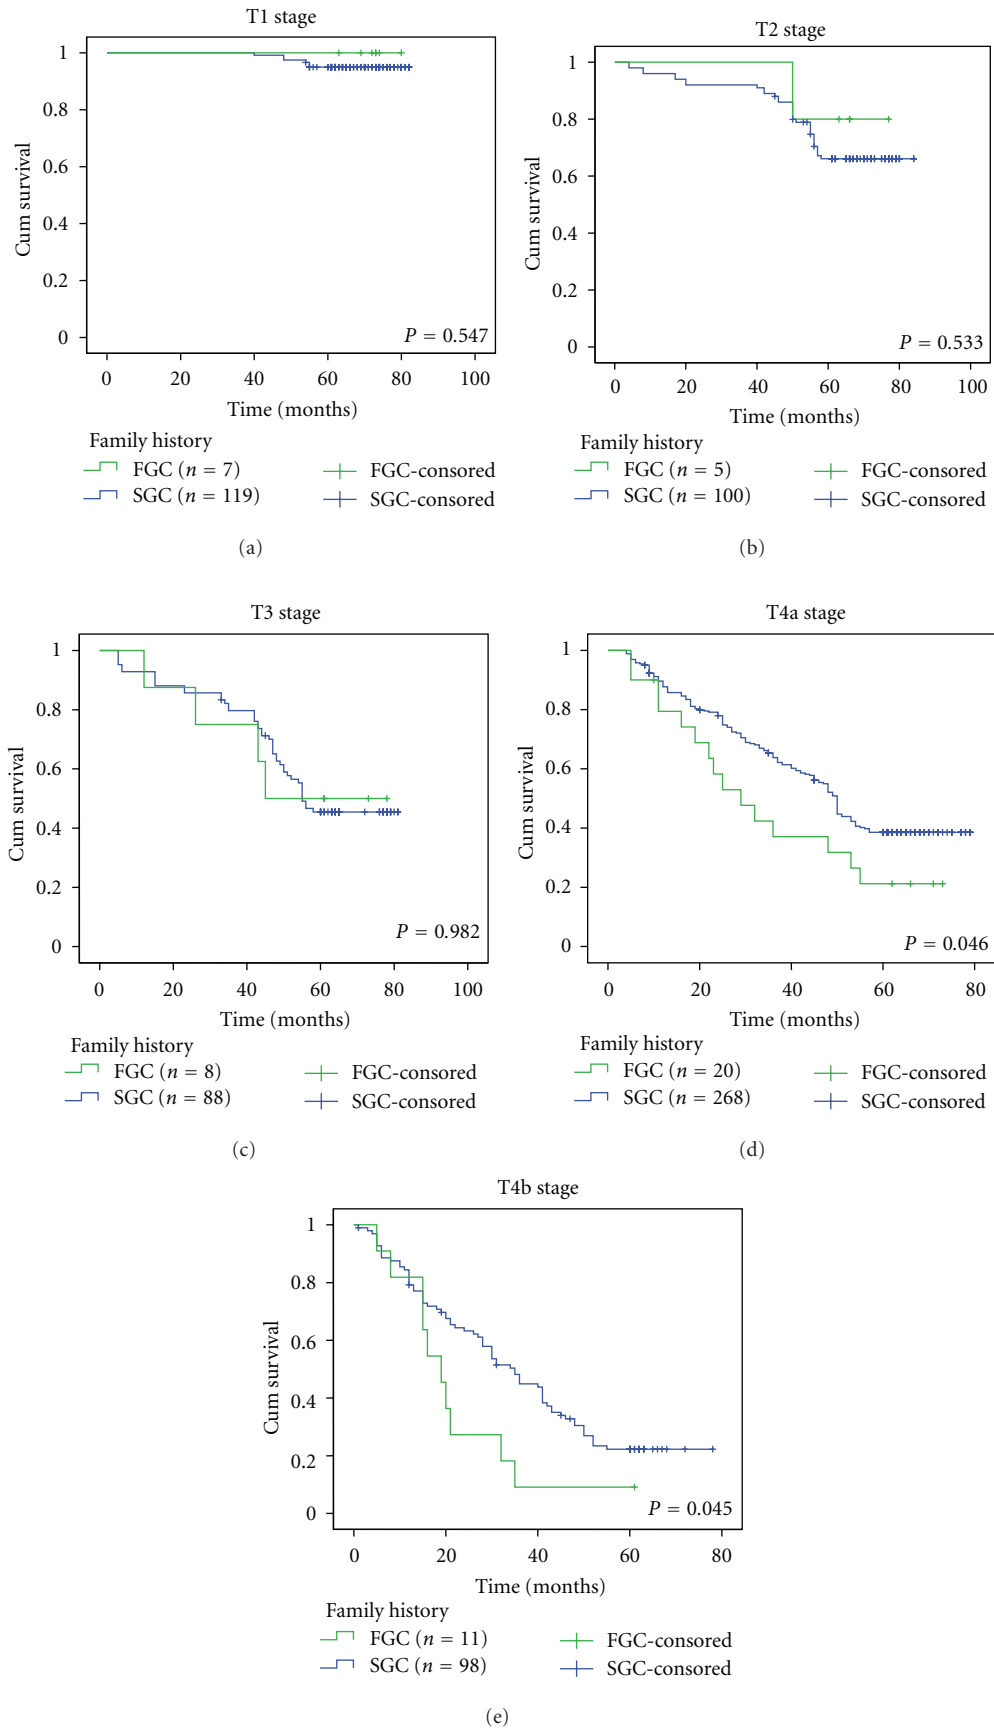 T1 stage
1
0.8
0.6
0.4
0.2
0
Cum survival
P = 0.547
0 20 40 60 80 100
Time (months)
Family history
FGC (n = 7) FGC-consored
SGC (n = 119) SGC-consored
(a)
T2 stage
1
0.8
0.6
0.4
0.2
0
Cum survival
P = 0.533
0 20 40 60 80 100
Time (months)
Family history
FGC (n = 5) FGC-consored
SGC (n = 100) SGC-consored
(b)
T3 stage
1
0.8
0.6
0.4
0.2
0
Cum survival
P = 0.982
0 20 40 60 80 100
Time (months)
Family history
FGC (n = 8) FGC-consored
SGC (n = 88) SGC-consored
(c)
T4a stage
1
0.8
0.6
0.4
0.2
0
Cum survival
P = 0.046
0 20 40 60 80
Time (months)
Family history
FGC (n = 20) FGC-consored
SGC (n = 268) SGC-consored
(d)
T4b stage
1
0.8
0.6
0.4
0.2
0
Cum survival
P = 0.045
0 20 40 60 80
Time (months)
Family history
FGC (n = 11) FGC-consored
SGC (n = 98) SGC-consored
(e)